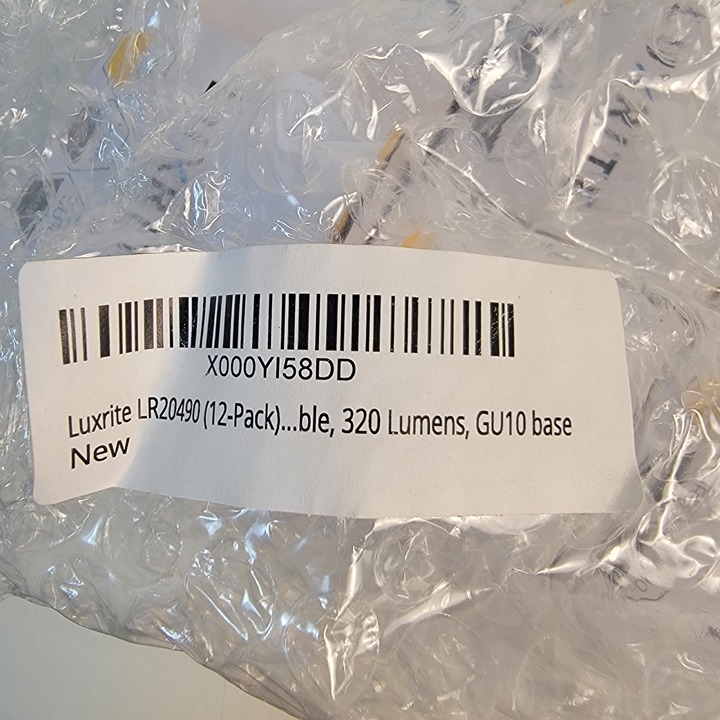 X000YI58DD
Luxrite LR20490 (12-Pack)...ble, 320 Lumens, GU10 base
New